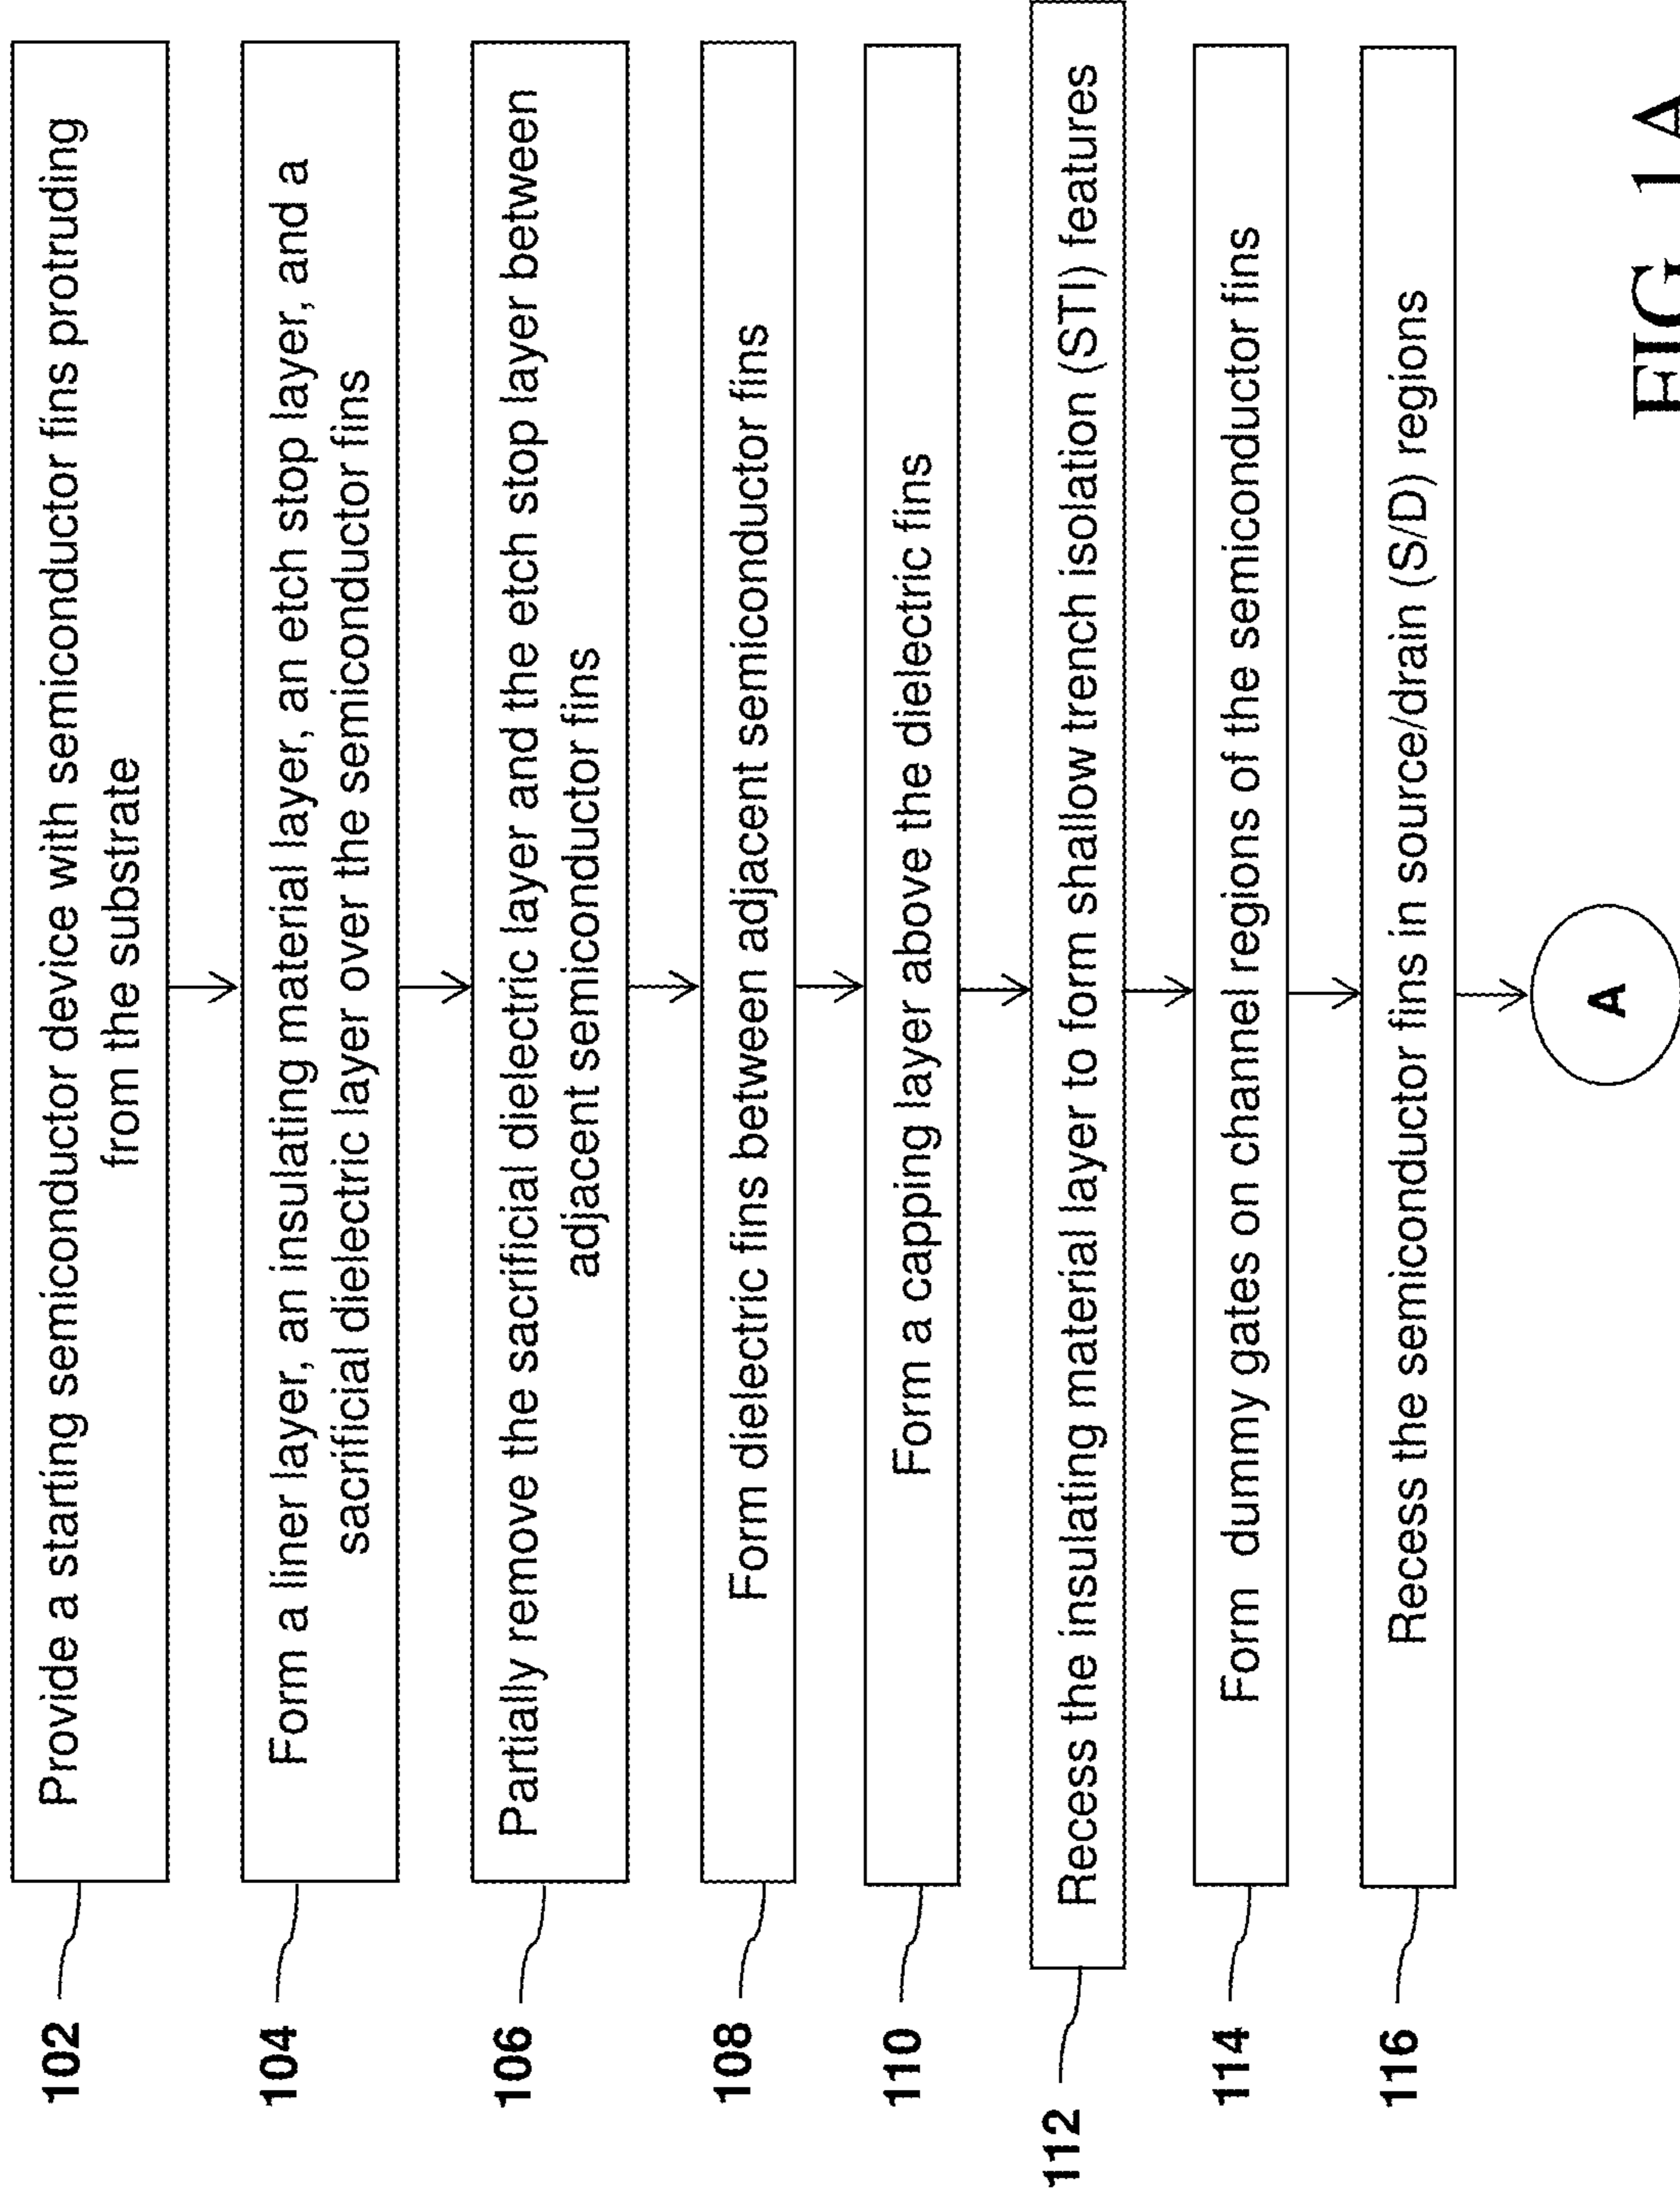 102
Provide a starting semiconductor device with semiconductor fins protruding
from the substrate
104
Form a liner layer, an insulating material layer, an etch stop layer, and a
sacrificial dielectric layer over the semiconductor fins
106
Partially remove the sacrificial dielectric layer and the etch stop layer between
adjacent semiconductor fins
108
Form dielectric fins between adjacent semiconductor fins
110
Form a capping layer above the dielectric fins
112
Recess the insulating material layer to form shallow trench isolation (STI) features
114
Form dummy gates on channel regions of the semiconductor fins
116
Recess the semiconductor fins in source/drain (S/D) regions
A
FIG. 1A